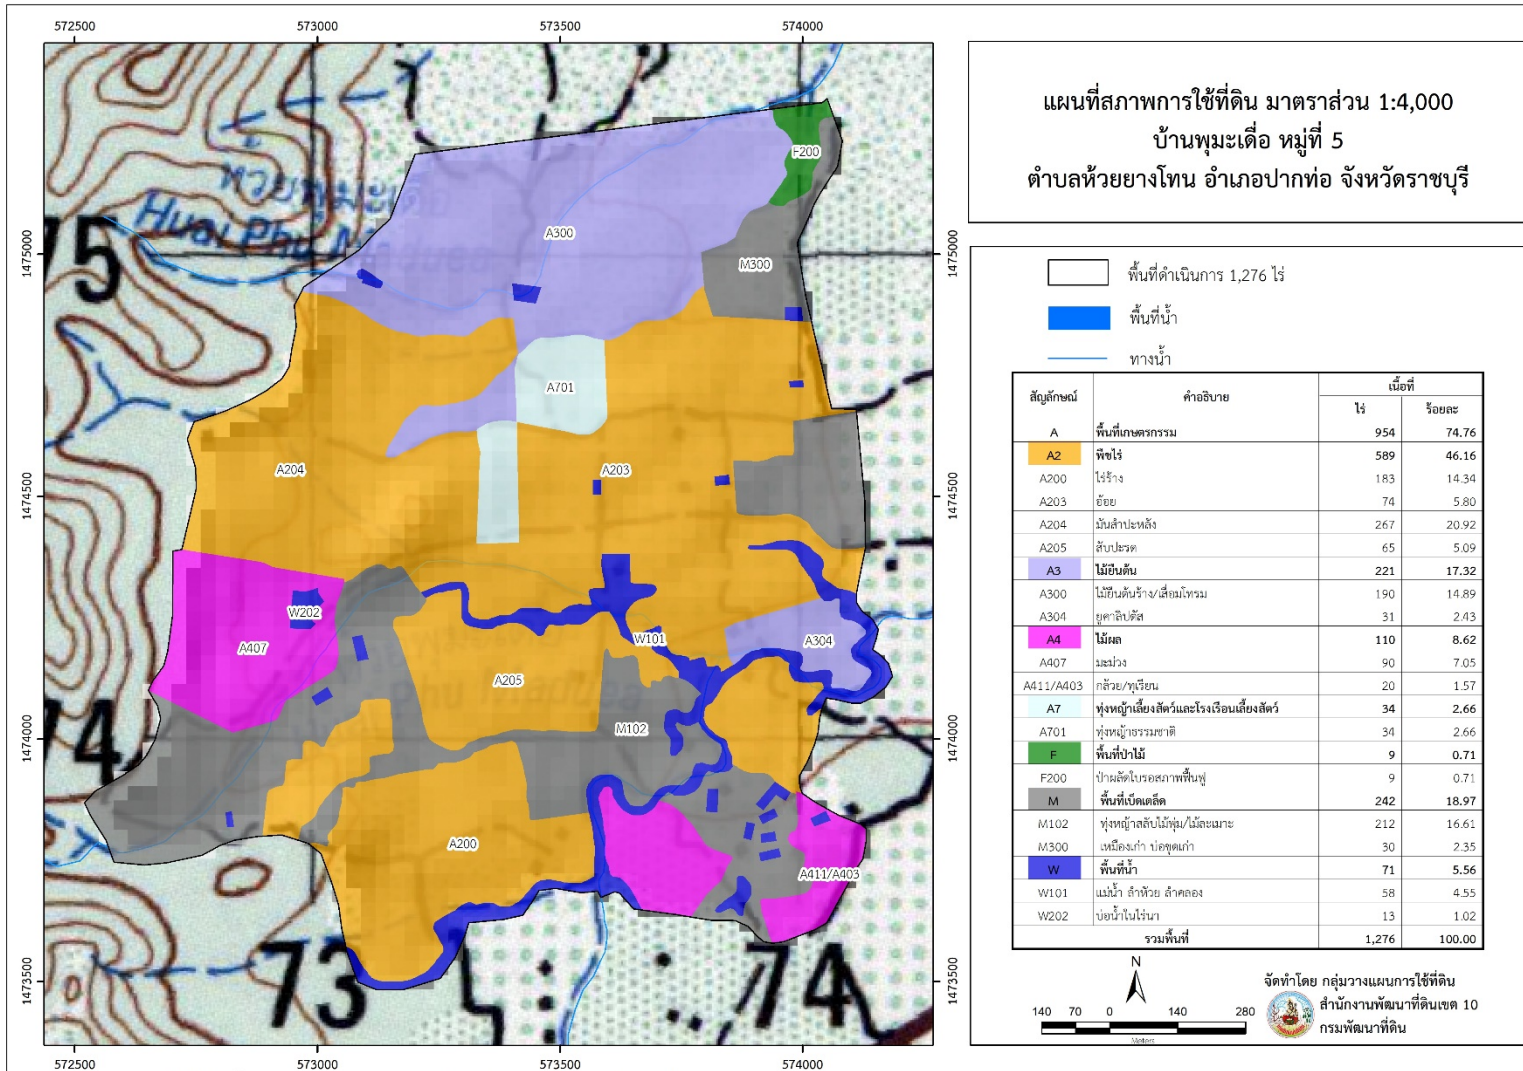 572500 573000 573500 574000
แผนที่สภาพการใช้ที่ดิน มาตราส่วน 1:4,000
บ้านพุมะเดื่อ หมู่ที่ 5
ตำบลห้วยยางโทน อำเภอปากท่อ จังหวัดราชบุรี
1475000
1474500
1474000
1473500
1475000
1474500
1474000
1473500
75
74
73
74
Huai Phu
F200
A300
M300
A701
A204
A203
W202
A407
W101
A304
A205
M102
A200
A411/A403
572500 573000 573500 574000
พื้นที่ดำเนินการ 1,276 ไร่
พื้นที่น้ำ
ทางน้ำ
สัญลักษณ์ คำอธิบาย เนื้อที่
ไร่ ร้อยละ
A พื้นที่เกษตรกรรม 954 74.76
A2 พืชไร่ 589 46.16
A200 ไร่ร้าง 183 14.34
A203 อ้อย 74 5.80
A204 มันสำปะหลัง 267 20.92
A205 สับปะรด 65 5.09
A3 ไม้ยืนต้น 221 17.32
A300 ไม้ยืนต้นร้าง/เสื่อมโทรม 190 14.89
A304 ยูคาลิปตัส 31 2.43
A4 ไม้ผล 110 8.62
A407 มะม่วง 90 7.05
A411/A403 กล้วย/ทุเรียน 20 1.57
A7 ทุ่งหญ้าเลี้ยงสัตว์และโรงเรือนเลี้ยงสัตว์ 34 2.66
A701 ทุ่งหญ้าธรรมชาติ 34 2.66
F พื้นที่ป่าไม้ 9 0.71
F200 ป่าผลัดใบรอสภาพฟื้นฟู 9 0.71
M พื้นที่เบ็ดเตล็ด 242 18.97
M102 ทุ่งหญ้าสลับไม้พุ่ม/ไม้ละเมาะ 212 16.61
M300 เหมืองเก่า บ่อขุดเก่า 30 2.35
W พื้นที่น้ำ 71 5.56
W101 แม่น้ำ ลำห้วย ลำคลอง 58 4.55
W202 บ่อน้ำในไร่นา 13 1.02
รวมพื้นที่ 1,276 100.00
N
140 70 0 140 280
Meters
จัดทำโดย กลุ่มวางแผนการใช้ที่ดิน
สำนักงานพัฒนาที่ดินเขต 10
กรมพัฒนาที่ดิน